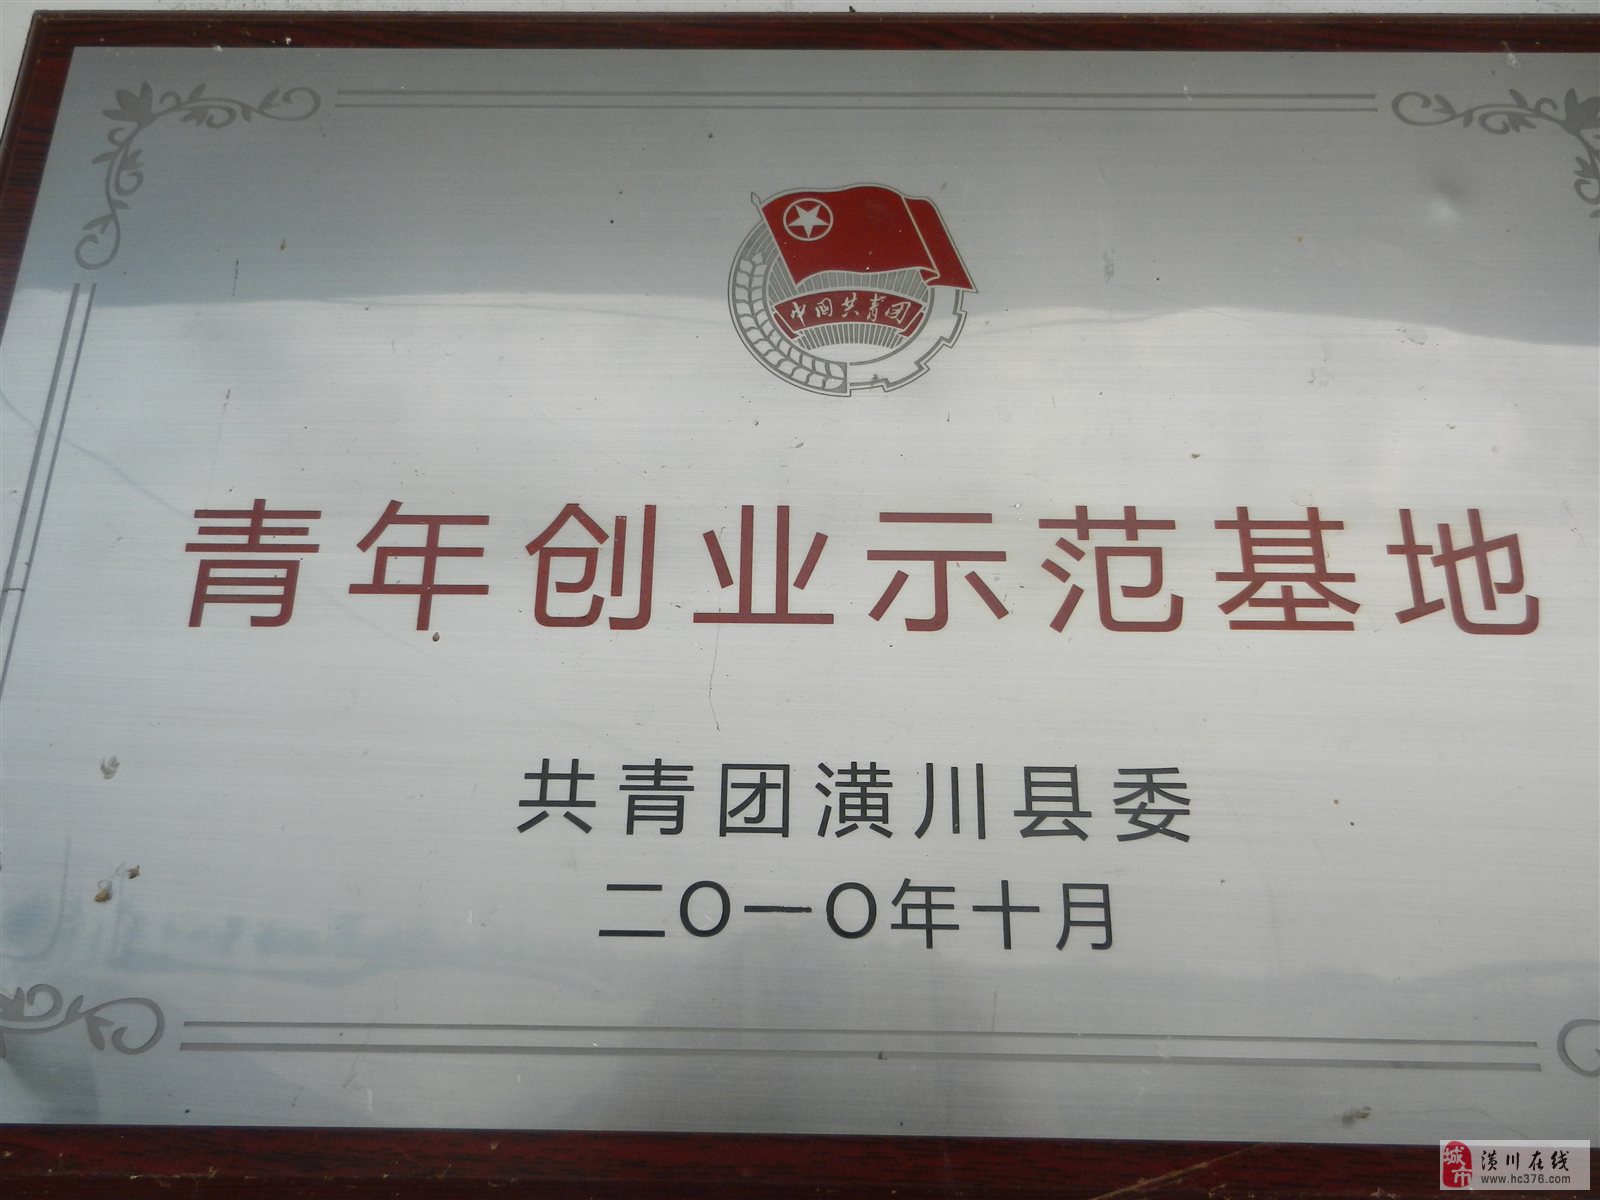 中国共青团
青年创业示范基地
共青团潢川县委
二〇一〇年十月
城市
潢川在线
www.hc376.com